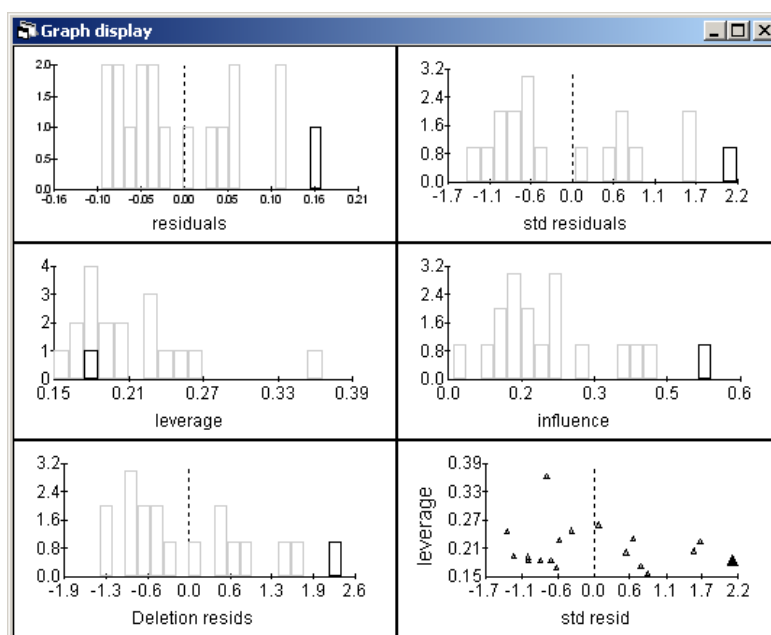 Graph display
2.0
1.5
1.0
0.5
0.0
-0.16 -0.10 -0.05 0.00 0.05 0.10 0.16 0.21
residuals
3.2
2.4
1.6
0.8
0.0
-1.7 -1.1 -0.6 0.0 0.6 1.1 1.7 2.2
std residuals
4
3
2
1
0
0.15 0.21 0.27 0.33 0.39
leverage
3.2
2.4
1.6
0.8
0.0
0.0 0.2 0.3 0.5 0.6
influence
3.2
2.4
1.6
0.8
0.0
-1.9 -1.3 -0.6 0.0 0.6 1.3 1.9 2.6
Deletion resids
leverage
0.39
0.33
0.27
0.21
0.15
-1.7 -1.1 -0.6 0.0 0.6 1.1 1.7 2.2
std resid